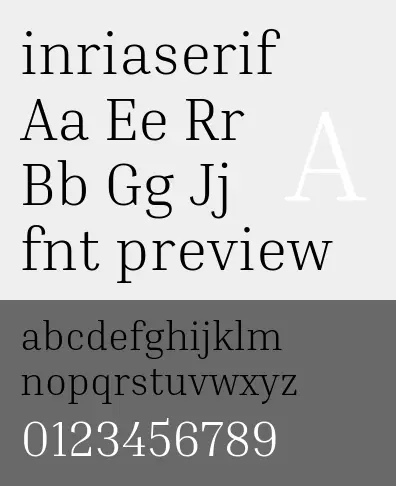 inriaserif
Aa Ee Rr
A
Bb Gg Jj
fnt preview
abcdefghijklm
nopqrstuvwxyz
0123456789